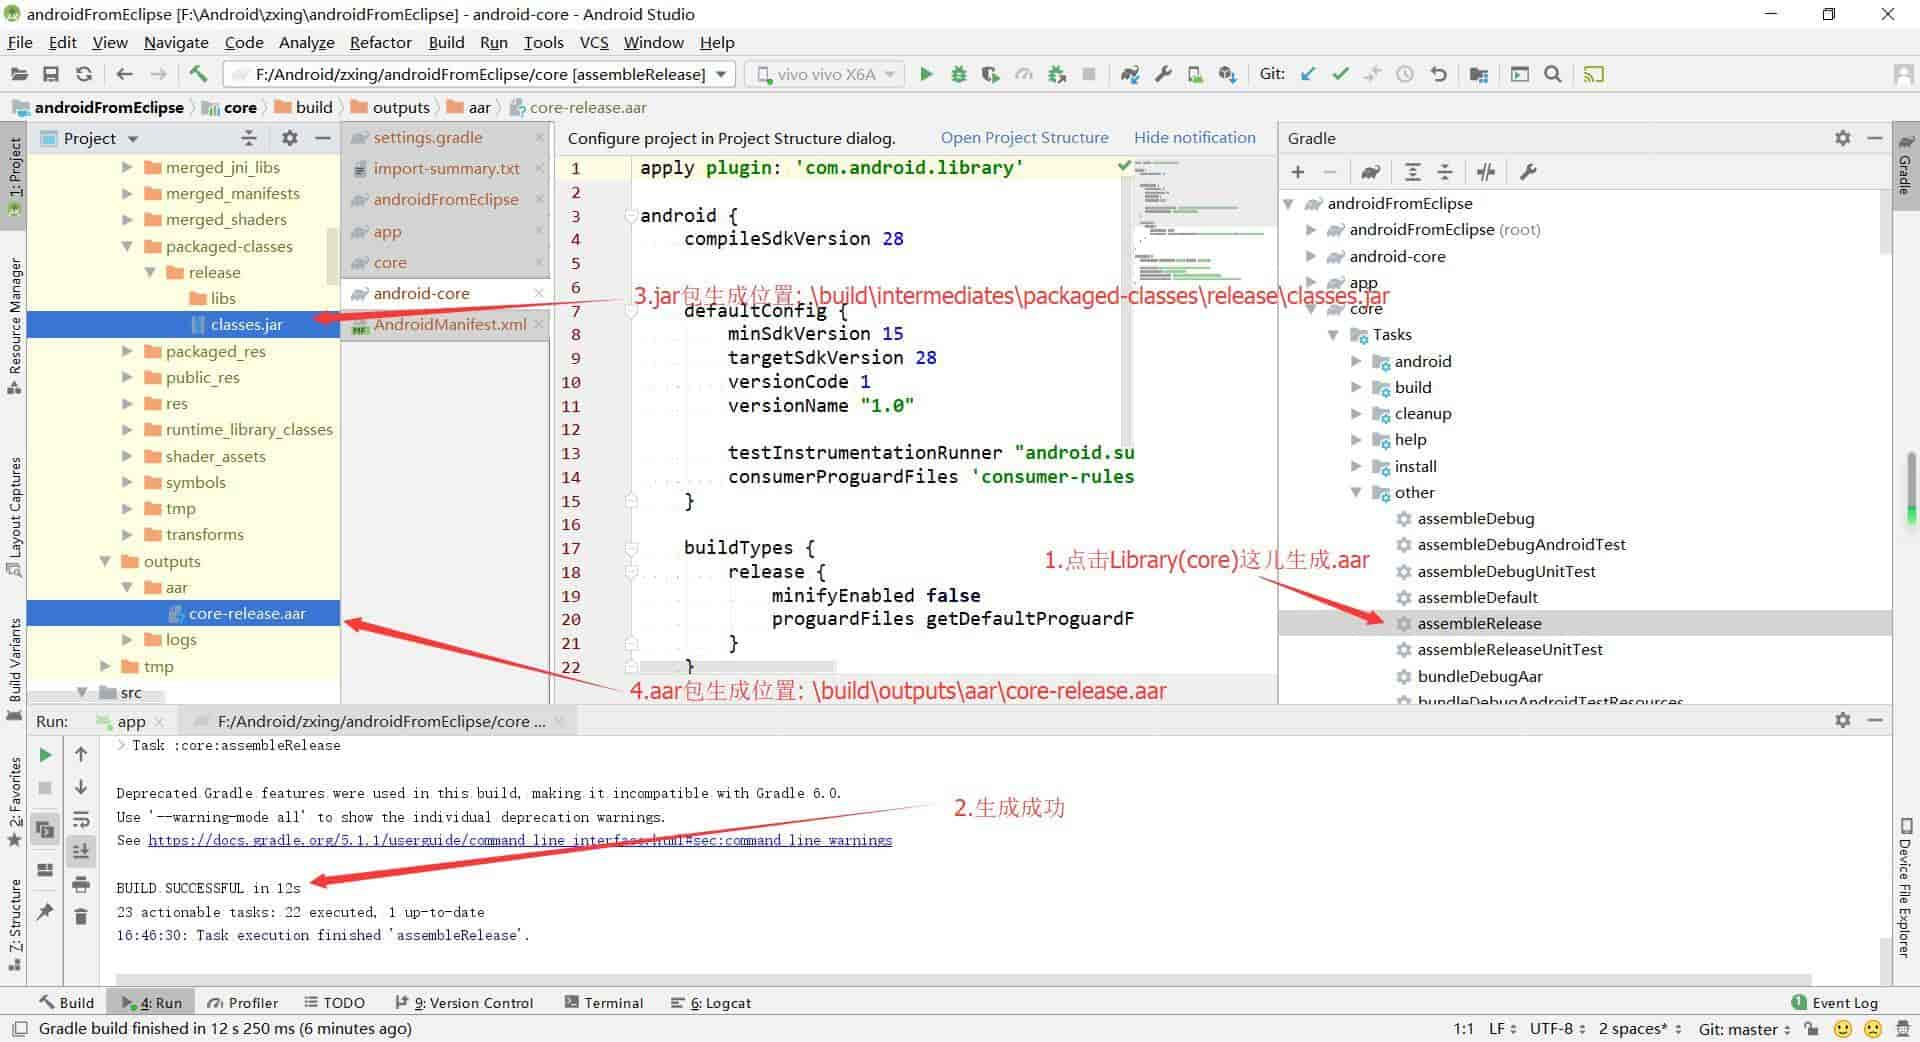 androidFromEclipse [F:\Android\zxing\androidFromEclipse] - android-core - Android Studio
File Edit View Navigate Code Analyze Refactor Build Run Tools VCS Window Help
F:/Android/zxing/androidFromEclipse/core [assembleRelease] vivo vivo X6A Git:
androidFromEclipse core build outputs aar core-release.aar
1: Project
Resource Manager
Layout Captures
Build Variants
2: Favorites
7: Structure
Project
merged_jni_libs
merged_manifests
merged_shaders
packaged-classes
release
libs
classes.jar
packaged_res
public_res
res
runtime_library_classes
shader_assets
symbols
tmp
transforms
outputs
aar
core-release.aar
logs
tmp
src
settings.gradle
import-summary.txt
androidFromEclipse
app
core
android-core
MF AndroidManifest.xml
Configure project in Project Structure dialog. Open Project Structure Hide notification
1 apply plugin: 'com.android.library'
2
3 android {
4 compileSdkVersion 28
5
6
3.jar包生成位置: \build\intermediates\packaged-classes\release\classes.jar
7 defaultConfig {
8 minSdkVersion 15
9 targetSdkVersion 28
10 versionCode 1
11 versionName "1.0"
12
13 testInstrumentationRunner "android.su
14 consumerProguardFiles 'consumer-rules
15 }
16
17 buildTypes {
18 release {
19 minifyEnabled false
20 proguardFiles getDefaultProguardF
21 }
22 }
1.点击Library(core)这儿生成.aar
4.aar包生成位置: \build\outputs\aar\core-release.aar
Gradle
androidFromEclipse
androidFromEclipse (root)
android-core
app
core
Tasks
android
build
cleanup
help
install
other
assembleDebug
assembleDebugAndroidTest
assembleDebugUnitTest
assembleDefault
assembleRelease
assembleReleaseUnitTest
bundleDebugAar
bundleDebugAndroidTestResources
Gradle
Device File Explorer
Run: app F:/Android/zxing/androidFromEclipse/core ...
> Task :core:assembleRelease
Deprecated Gradle features were used in this build, making it incompatible with Gradle 6.0.
Use '--warning-mode all' to show the individual deprecation warnings.
See https://docs.gradle.org/5.1.1/userguide/command_line_interface.html#sec:command_line_warnings
2.生成成功
BUILD SUCCESSFUL in 12s
23 actionable tasks: 22 executed, 1 up-to-date
16:46:30: Task execution finished 'assembleRelease'.
Build 4: Run Profiler TODO 9: Version Control Terminal 6: Logcat 1 Event Log
Gradle build finished in 12 s 250 ms (6 minutes ago) 1:1 LF UTF-8 2 spaces* Git: master